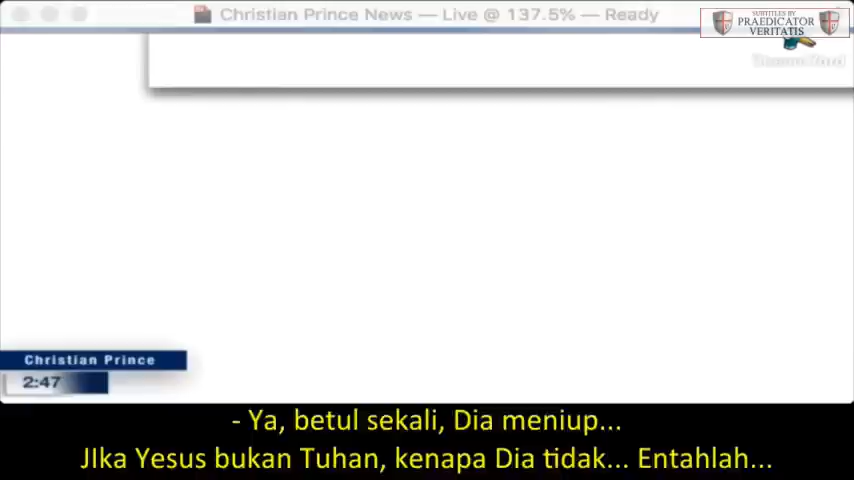 Christian Prince News — Live @ 137.5% — Ready
SUBTITLES BY
PRAEDICATOR
VERITATIS
Christian Prince
2:47
- Ya, betul sekali, Dia meniup...
JIka Yesus bukan Tuhan, kenapa Dia tidak... Entahlah...